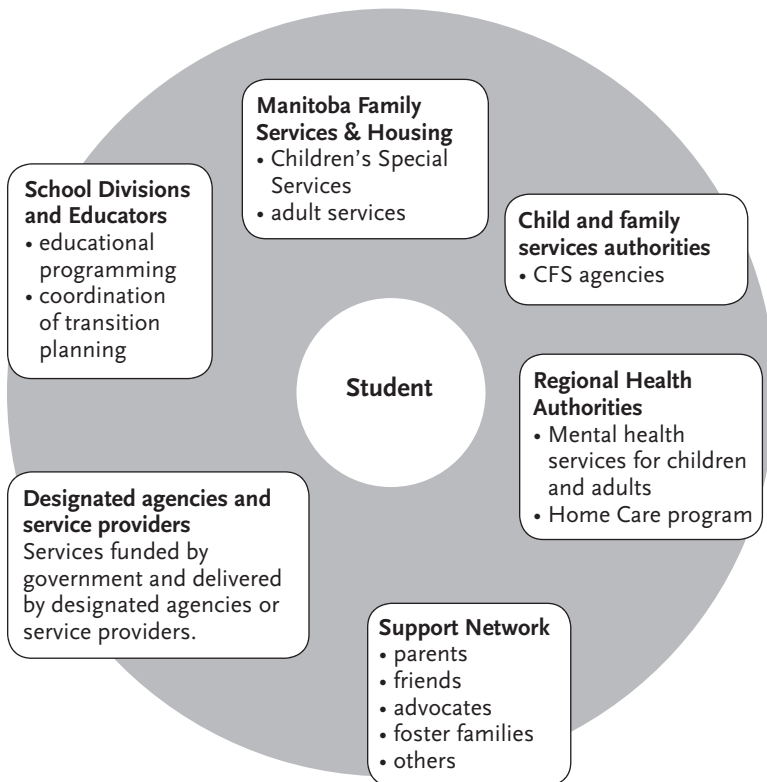 Manitoba Family
Services & Housing
• Children’s Special
Services
• adult services
School Divisions
and Educators
• educational
programming
• coordination
of transition
planning
Child and family
services authorities
• CFS agencies
Student
Regional Health
Authorities
• Mental health
services for children
and adults
• Home Care program
Designated agencies and
service providers
Services funded by
government and delivered
by designated agencies or
service providers.
Support Network
• parents
• friends
• advocates
• foster families
• others